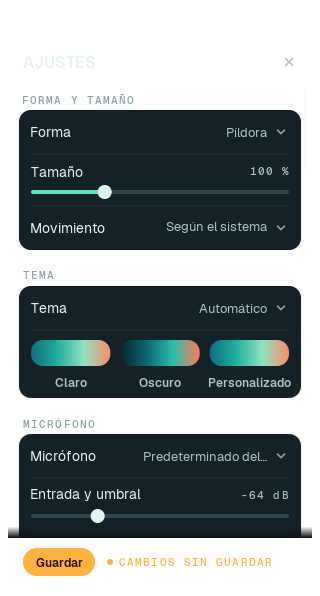 AJUSTES ×
FORMA Y TAMAÑO
Forma Píldora
Tamaño 100 %
Movimiento Según el sistema
TEMA
Tema Automático
Claro Oscuro Personalizado
MICRÓFONO
Micrófono Predeterminado del…
Entrada y umbral -64 dB
Guardar CAMBIOS SIN GUARDAR